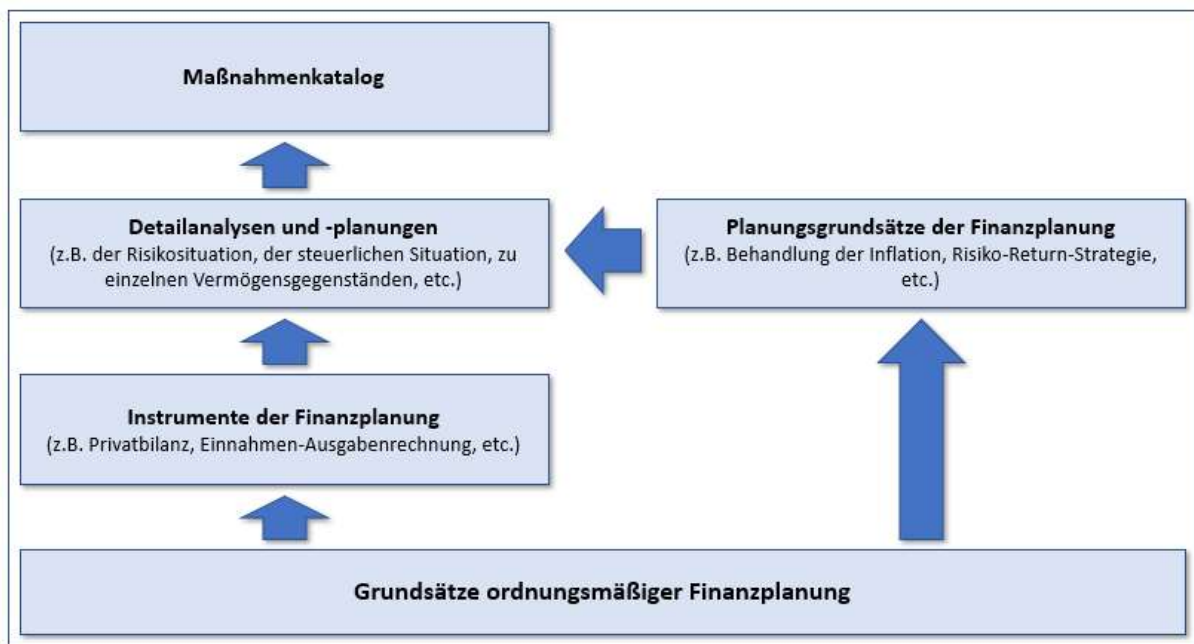 Maßnahmenkatalog
Detailanalysen und -planungen
(z.B. der Risikosituation, der steuerlichen Situation, zu
einzelnen Vermögensgegenständen, etc.)
Planungsgrundsätze der Finanzplanung
(z.B. Behandlung der Inflation, Risiko-Return-Strategie,
etc.)
Instrumente der Finanzplanung
(z.B. Privatbilanz, Einnahmen-Ausgabenrechnung, etc.)
Grundsätze ordnungsmäßiger Finanzplanung